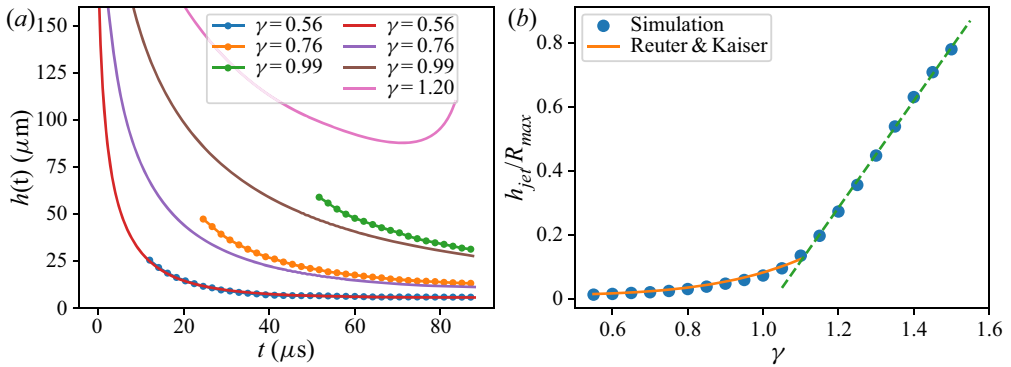 (a)
γ = 0.56
γ = 0.76
γ = 0.99
γ = 0.56
γ = 0.76
γ = 0.99
γ = 1.20
150
125
100
75
50
25
0
h(t) (μm)
0
20
40
60
80
t (μs)
(b)
Simulation
Reuter & Kaiser
0.8
0.6
0.4
0.2
0
h_jet/R_max
0.6
0.8
1.0
1.2
1.4
1.6
γ